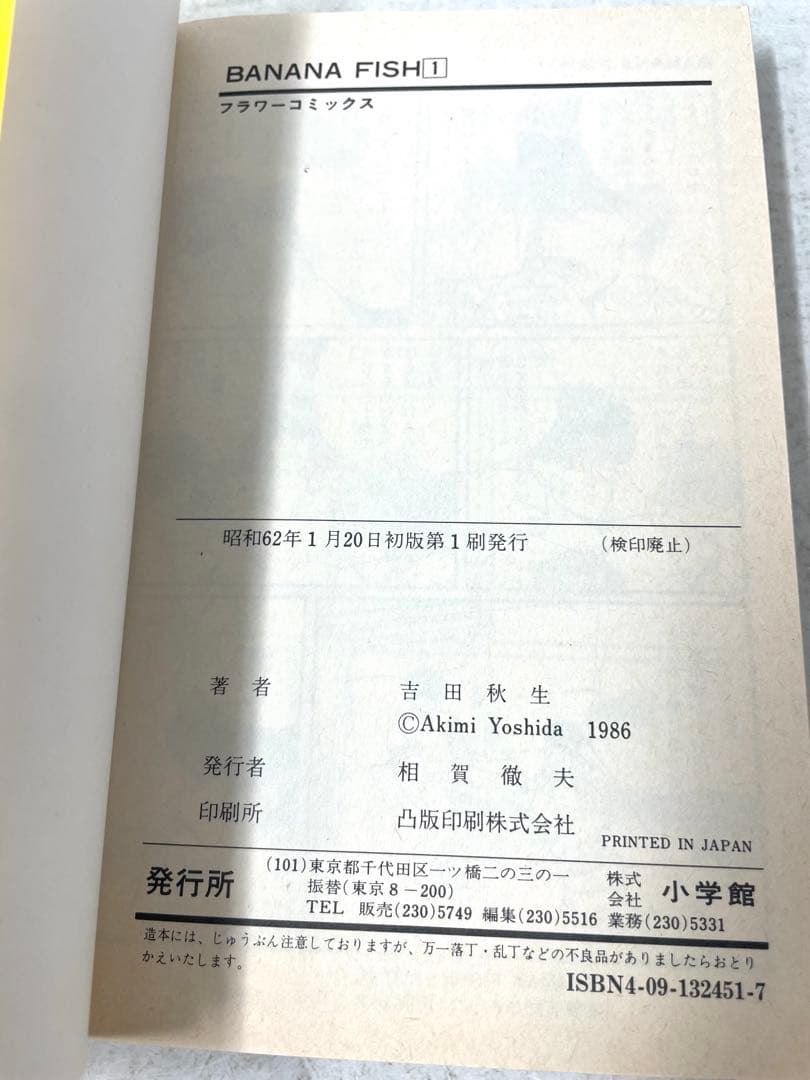 BANANA FISH 1
フラワーコミックス
昭和62年1月20日初版第1刷発行 (検印廃止)
著者 吉田秋生
©Akimi Yoshida 1986
発行者 相賀徹夫
印刷所 凸版印刷株式会社
PRINTED IN JAPAN
発行所 (101)東京都千代田区一ツ橋二の三の一 株式会社 小学館
振替(東京8-200)
TEL 販売(230)5749 編集(230)5516 業務(230)5331
造本には、じゅうぶん注意しておりますが、万一落丁・乱丁などの不良品がありましたらおとり
かえいたします。
ISBN4-09-132451-7